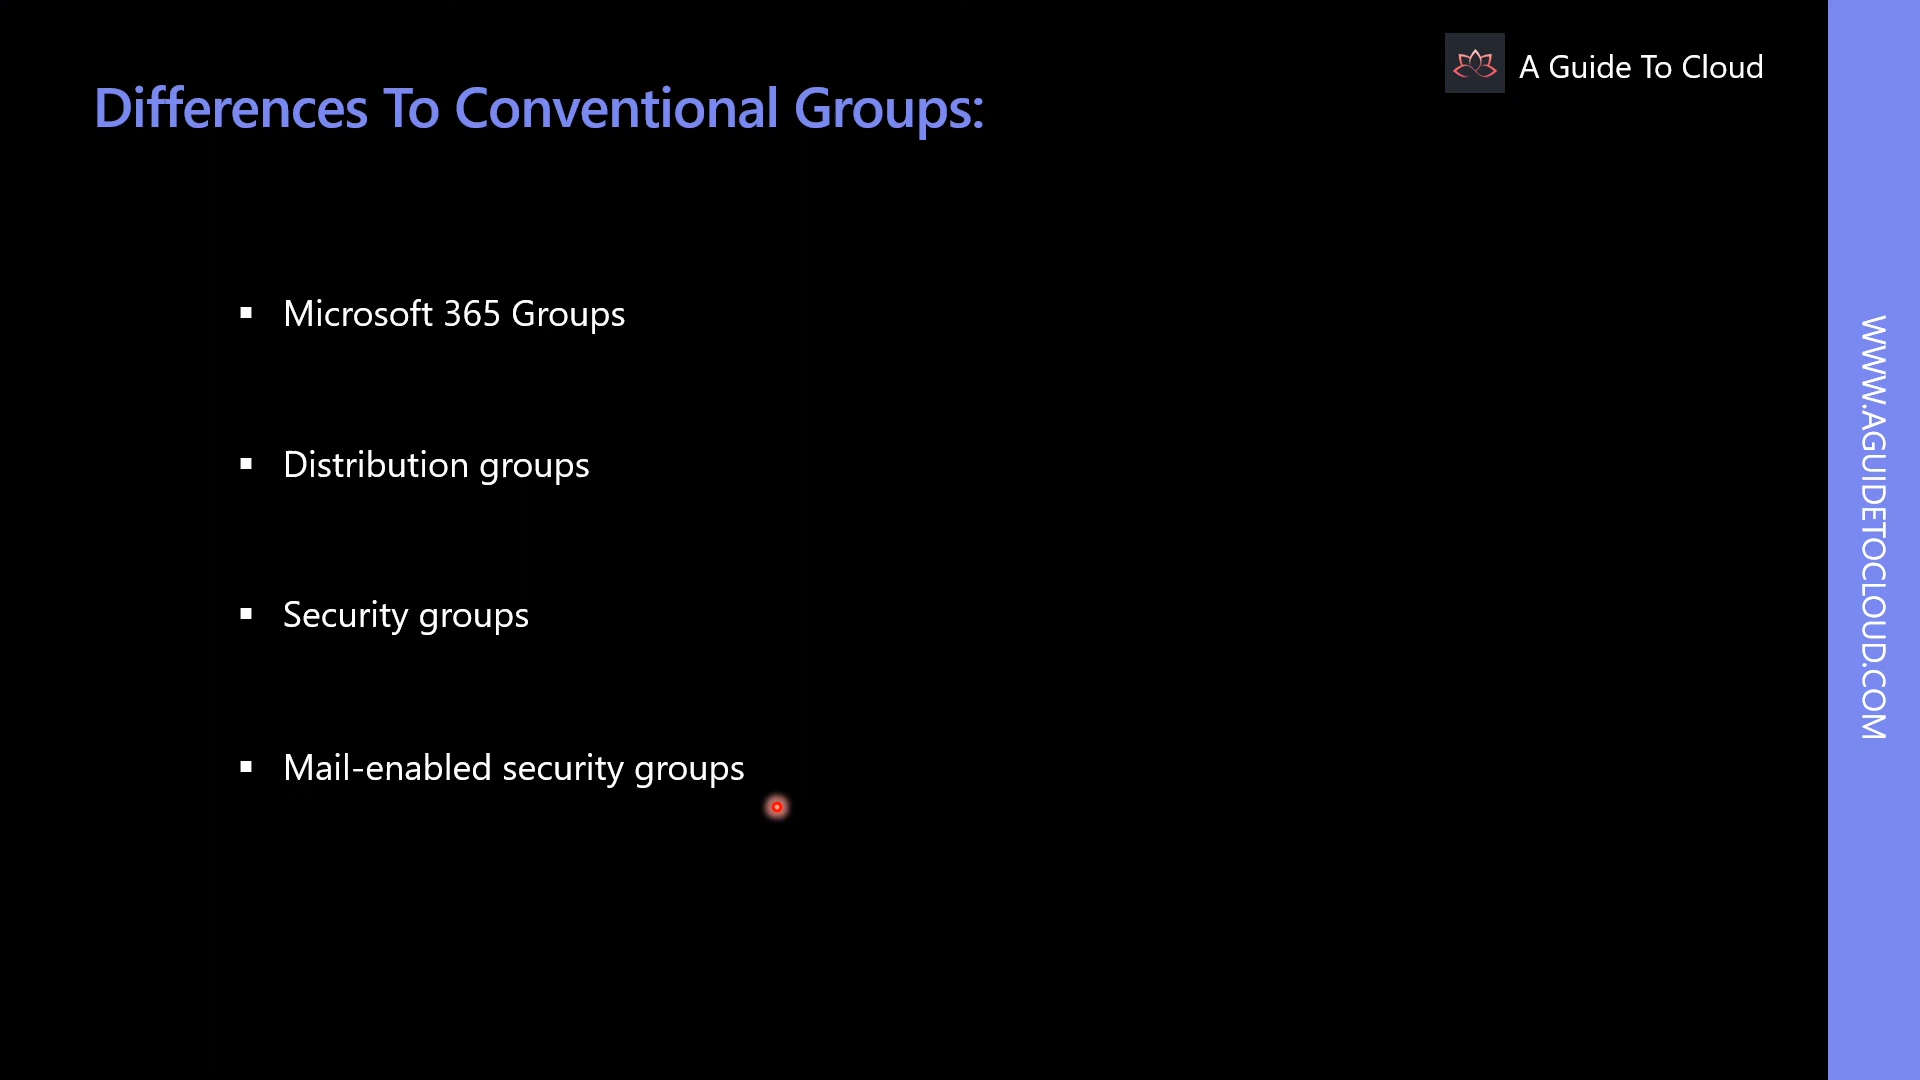 A Guide To Cloud
Differences To Conventional Groups:
▪ Microsoft 365 Groups
▪ Distribution groups
▪ Security groups
▪ Mail-enabled security groups
WWW.AGUIDETOCLOUD.COM